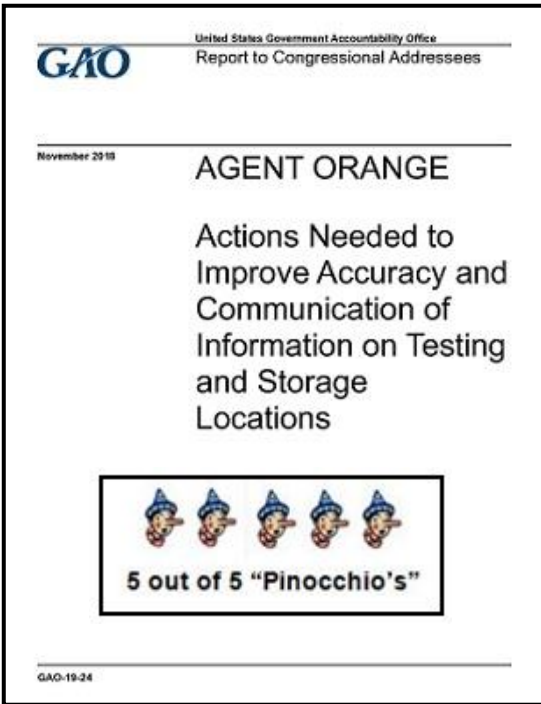 United States Government Accountability Office
GAO
Report to Congressional Addressees
November 2018
AGENT ORANGE
Actions Needed to
Improve Accuracy and
Communication of
Information on Testing
and Storage
Locations
5 out of 5 “Pinocchio's”
GAO-19-24